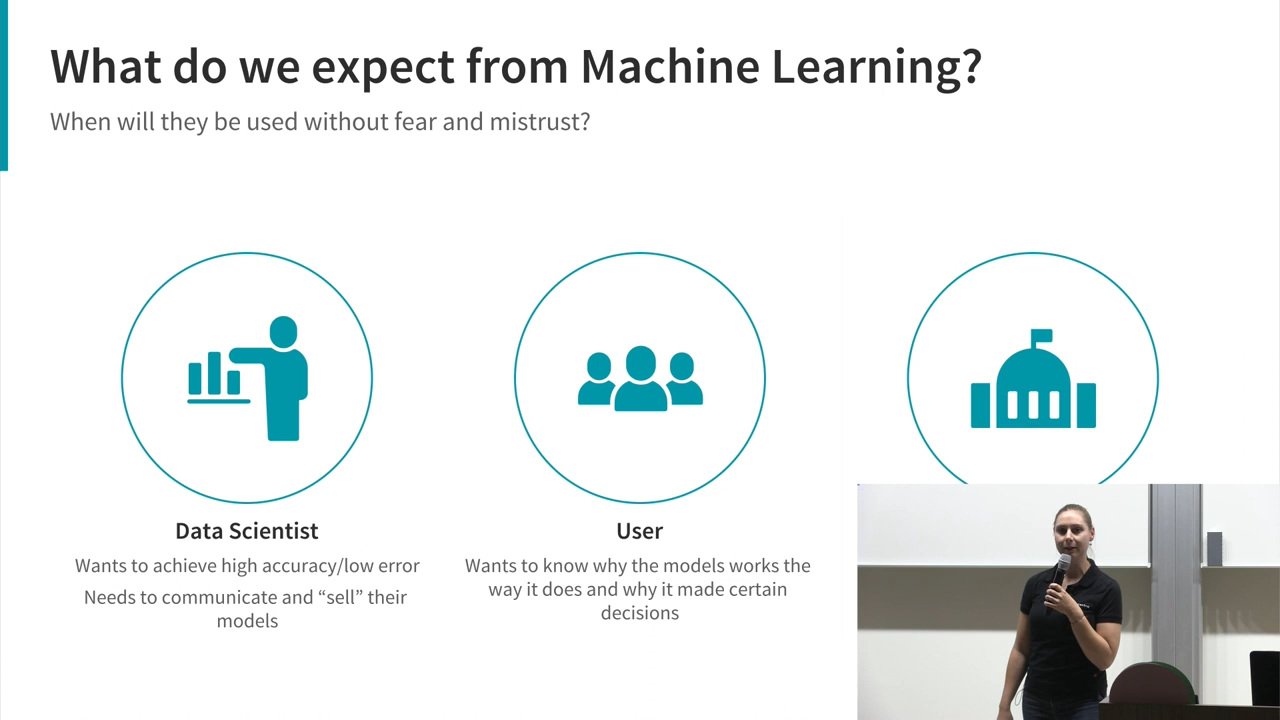 What do we expect from Machine Learning?
When will they be used without fear and mistrust?
Data Scientist
Wants to achieve high accuracy/low error
Needs to communicate and “sell” their
models
User
Wants to know why the models works the
way it does and why it made certain
decisions